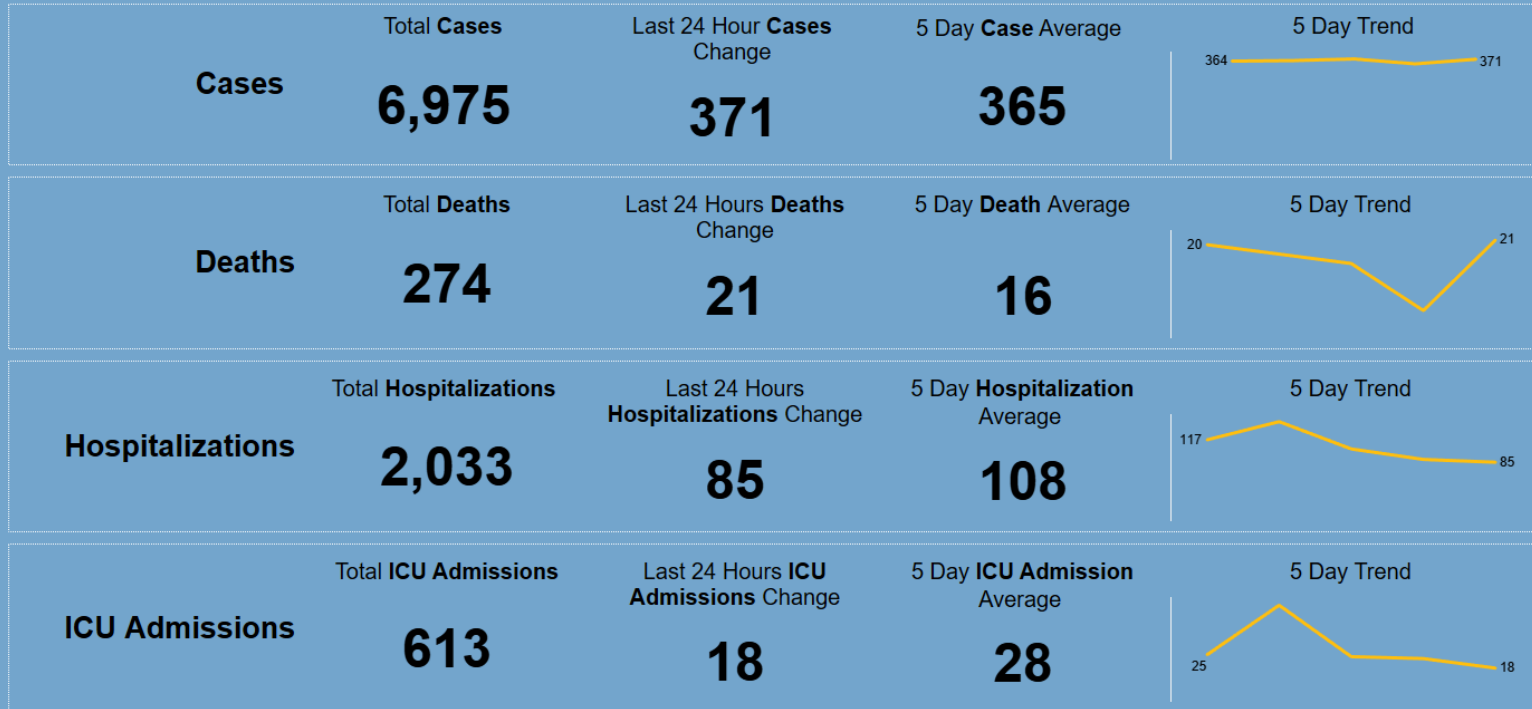 Cases
Total Cases
6,975
Last 24 Hour Cases
Change
371
5 Day Case Average
365
5 Day Trend
364
371
Deaths
Total Deaths
274
Last 24 Hours Deaths
Change
21
5 Day Death Average
16
5 Day Trend
20
21
Hospitalizations
Total Hospitalizations
2,033
Last 24 Hours
Hospitalizations Change
85
5 Day Hospitalization
Average
108
5 Day Trend
117
85
ICU Admissions
Total ICU Admissions
613
Last 24 Hours ICU
Admissions Change
18
5 Day ICU Admission
Average
28
5 Day Trend
25
18